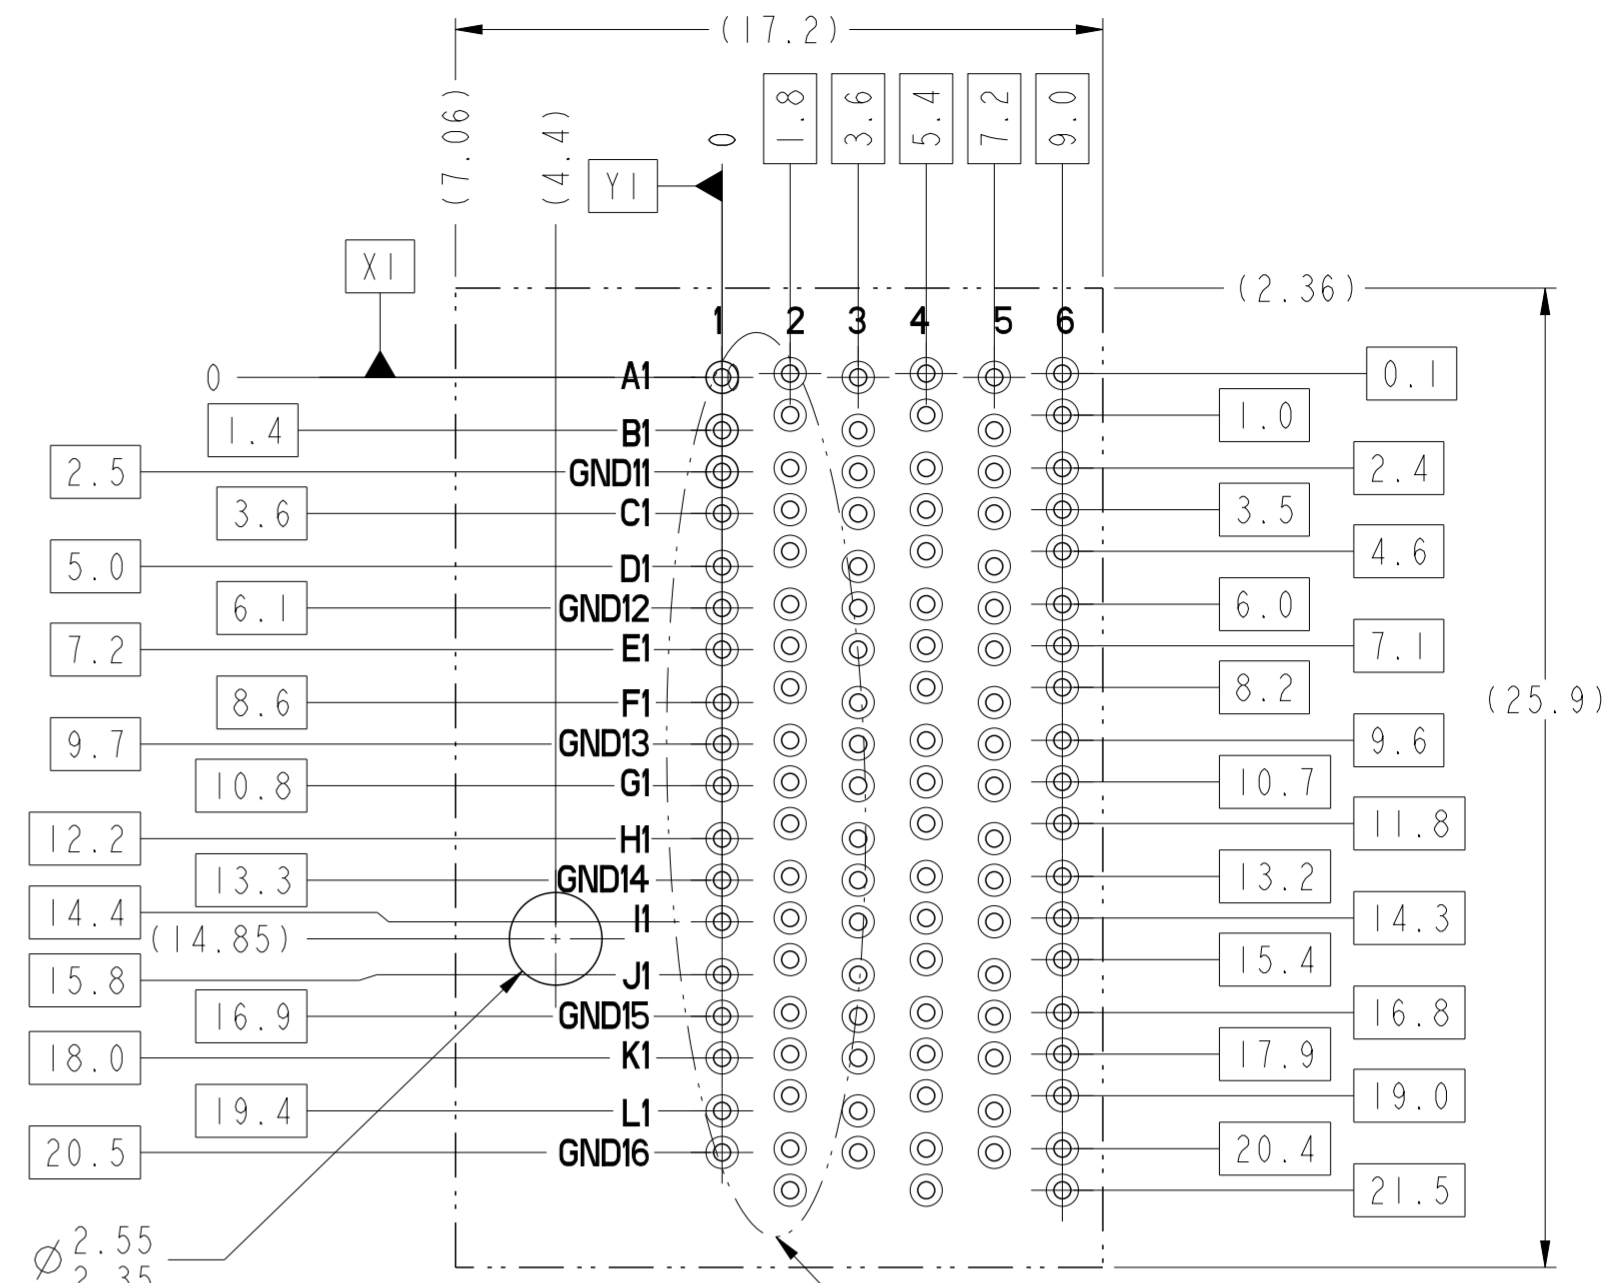 (17.2)
(7.06)
(4.4)
0
1.8
3.6
5.4
7.2
9.0
Y1
X1
(2.36)
1 2 3 4 5 6
0 A1 0.1
1.4 B1 1.0
2.5 GND11 2.4
3.6 C1 3.5
5.0 D1 4.6
6.1 GND12 6.0
7.2 E1 7.1
8.6 F1 8.2
(25.9)
9.7 GND13 9.6
10.8 G1 10.7
12.2 H1 11.8
13.3 GND14 13.2
14.4 I1 14.3
(14.85)
15.8 J1 15.4
16.9 GND15 16.8
18.0 K1 17.9
19.4 L1 19.0
20.5 GND16 20.4
21.5
Ø 2.55
2.35